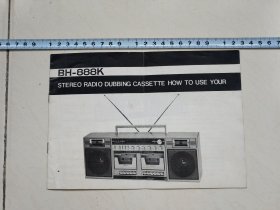 BH-888K
STEREO RADIO DUBBING CASSETTE HOW TO USE YOUR